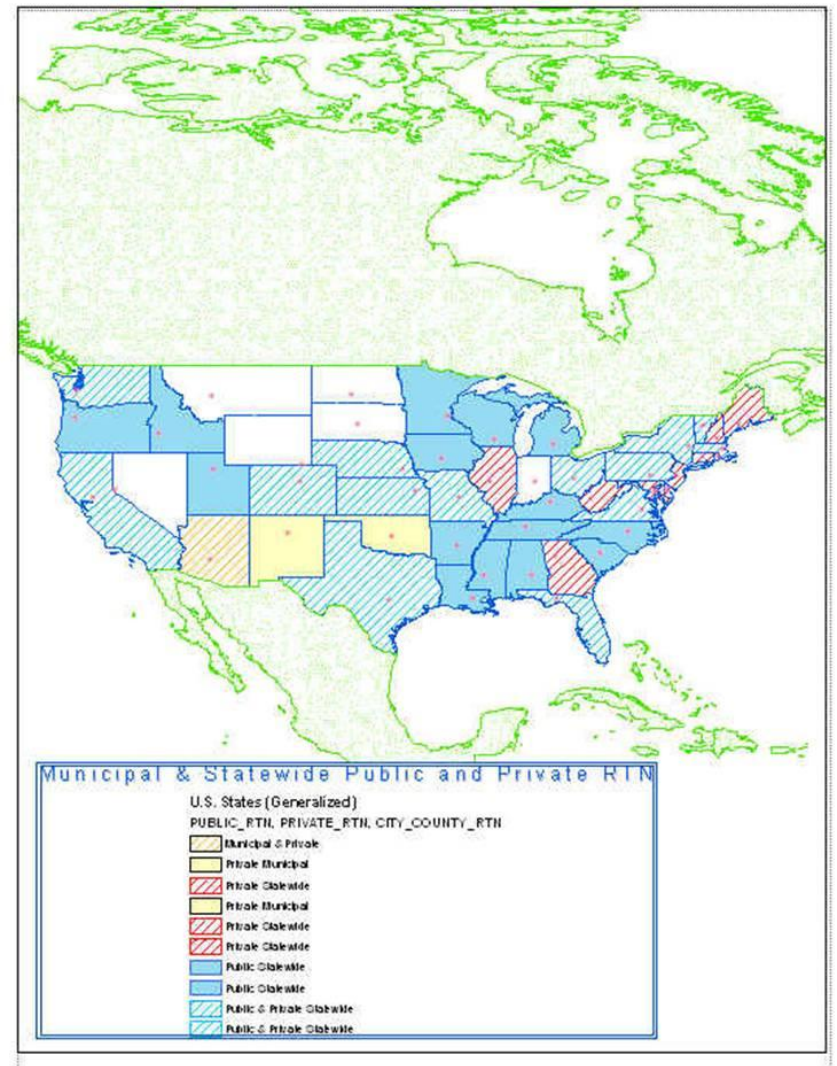 Municipal & Statewide Public and Private RTN
U.S. States (Generalized)
PUBLIC_RTN, PRIVATE_RTN, CITY_COUNTY_RTN
Municipal & Private
Private Municipal
Private Statewide
Private Municipal
Private Statewide
Private Statewide
Public Statewide
Public Statewide
Public & Private Statewide
Public & Private Statewide